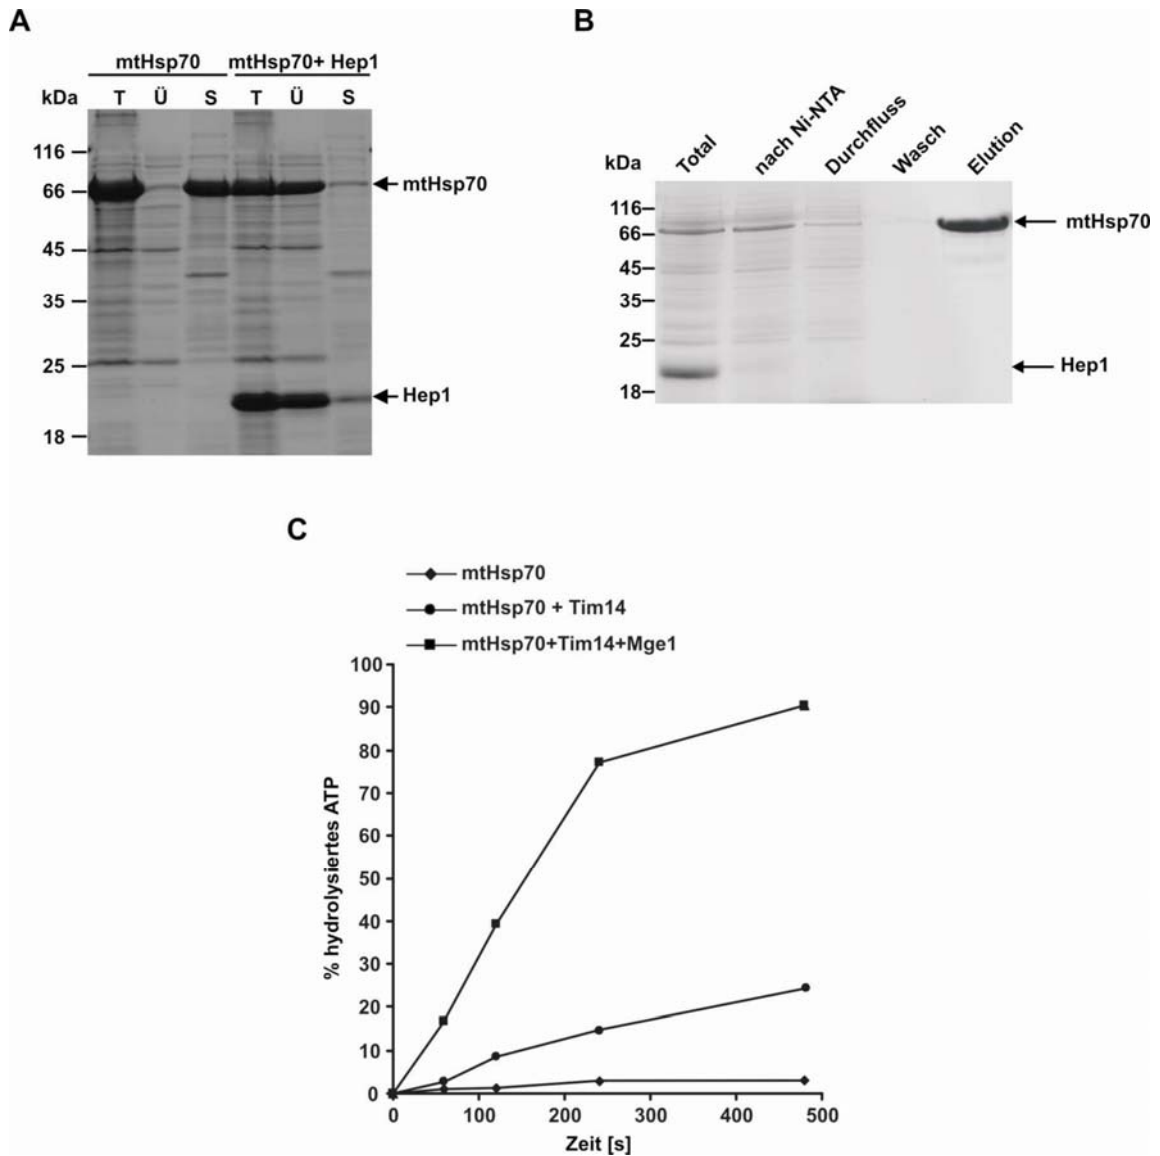 A
mtHsp70 mtHsp70+ Hep1
kDa T Ü S T Ü S
116
66
45
35
25
18
mtHsp70
Hep1
B
kDa Total nach Ni-NTA Durchfluss Wasch Elution
116
66
45
35
25
18
mtHsp70
Hep1
C
mtHsp70
mtHsp70 + Tim14
mtHsp70+Tim14+Mge1
% hydrolysiertes ATP
100
90
80
70
60
50
40
30
20
10
0
0 100 200 300 400 500
Zeit [s]